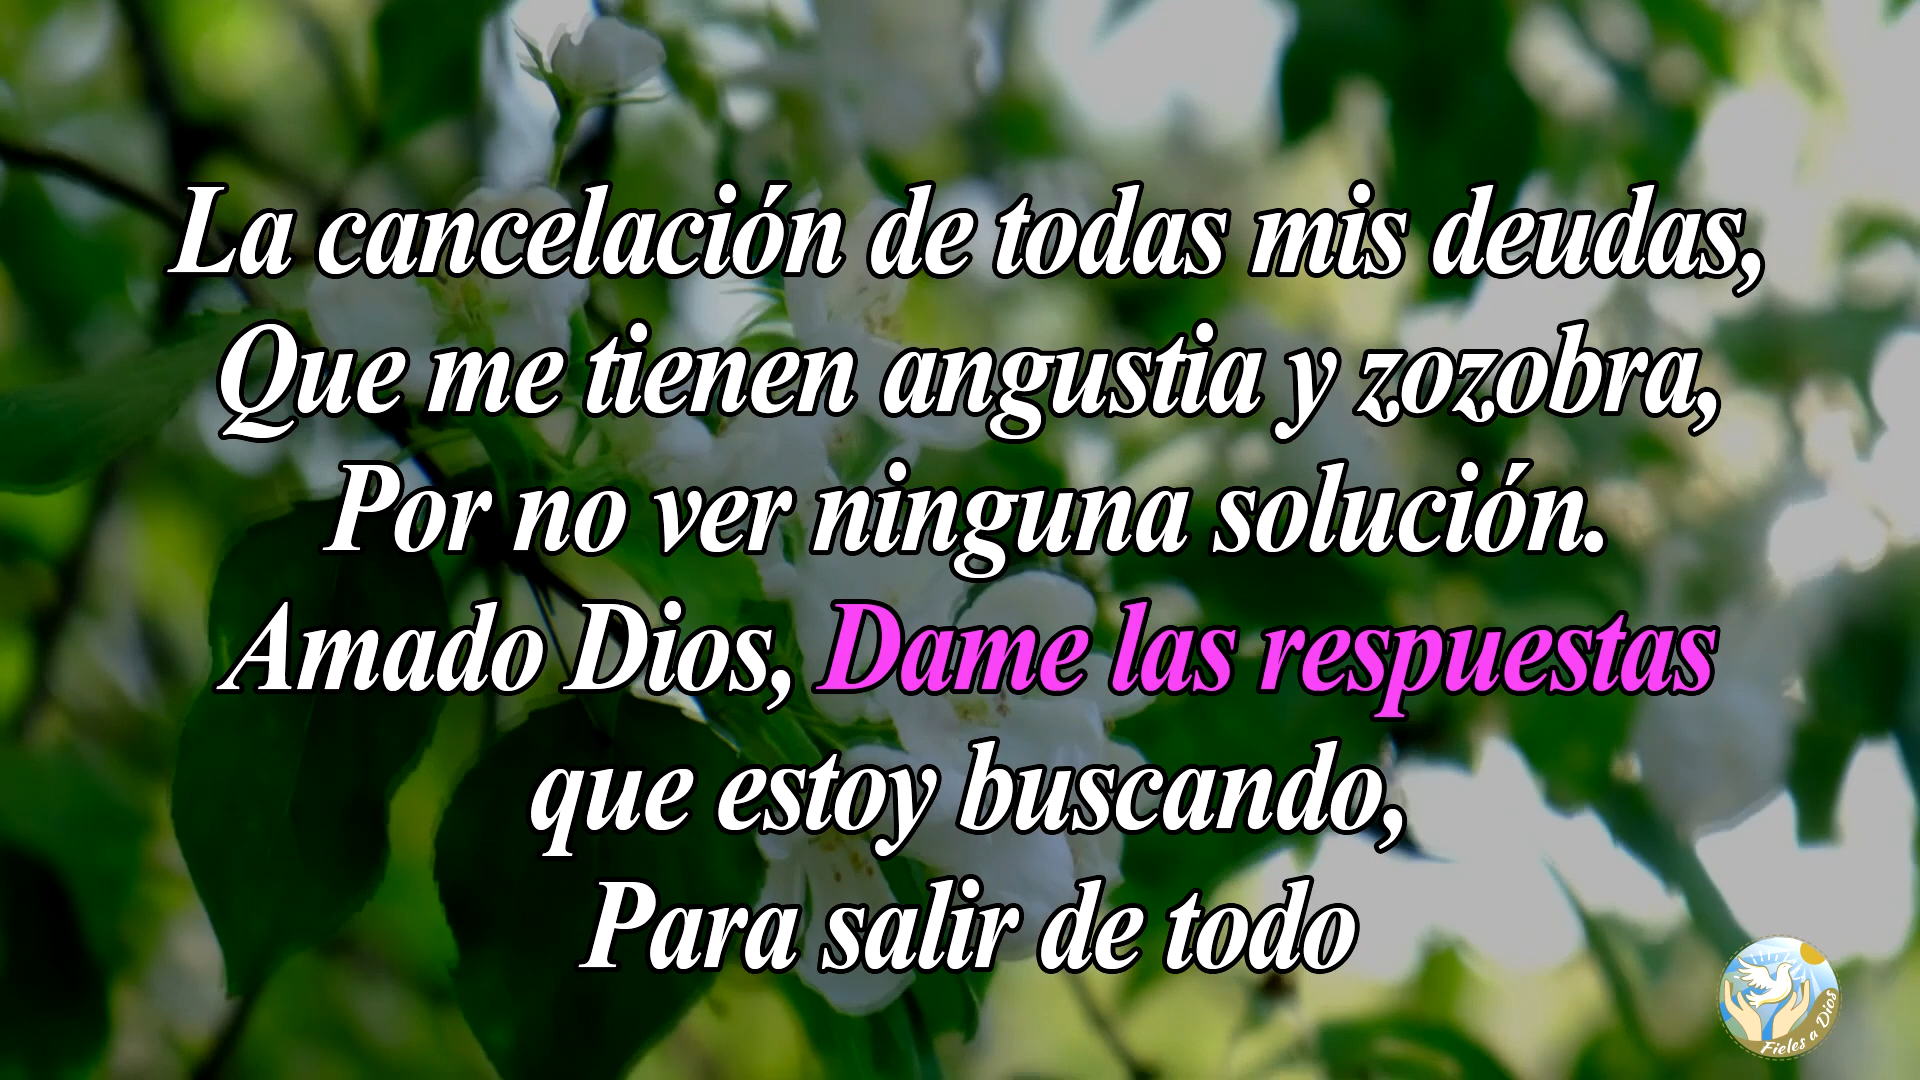 La cancelación de todas mis deudas,
Que me tienen angustia y zozobra,
Por no ver ninguna solución.
Amado Dios, Dame las respuestas
que estoy buscando,
Para salir de todo
Fieles a Dios